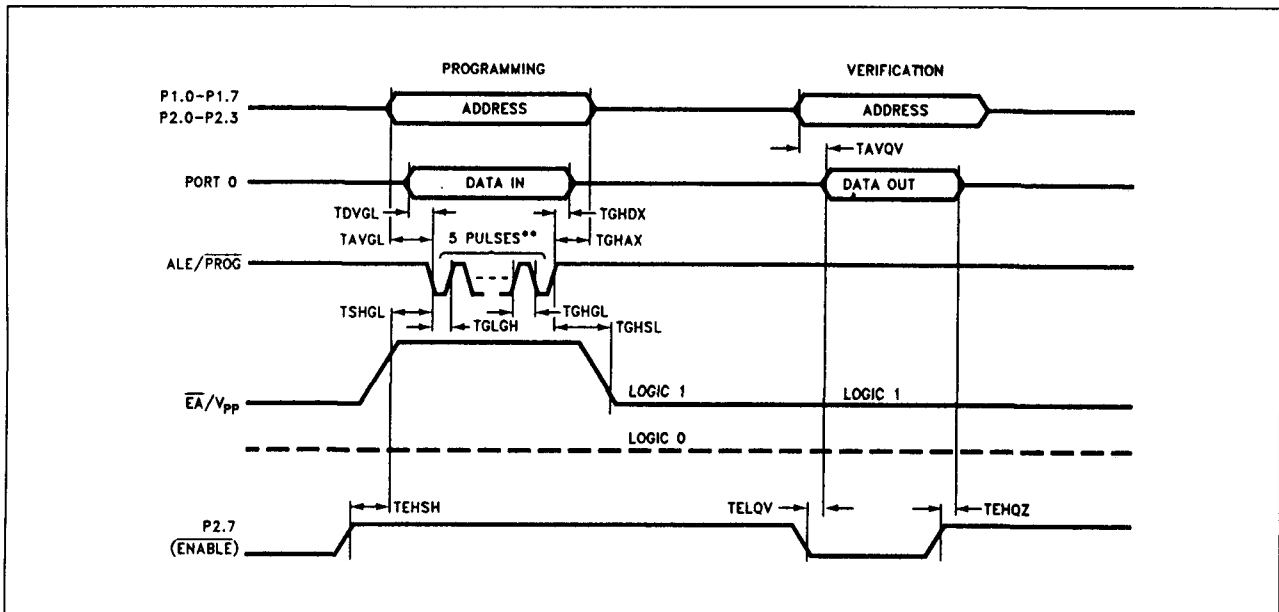 PROGRAMMING VERIFICATION
P1.0-P1.7
P2.0-P2.3
ADDRESS ADDRESS
TAVQV
PORT 0 DATA IN DATA OUT
TDVGL TGHDX
TAVGL 5 PULSES** TGHAX
ALE/PROG
TSHGL TGLGH TGHGL TGHSL
EA/VPP LOGIC 1 LOGIC 1
LOGIC 0
TEHSH TELQV TEHQZ
P2.7
(ENABLE)